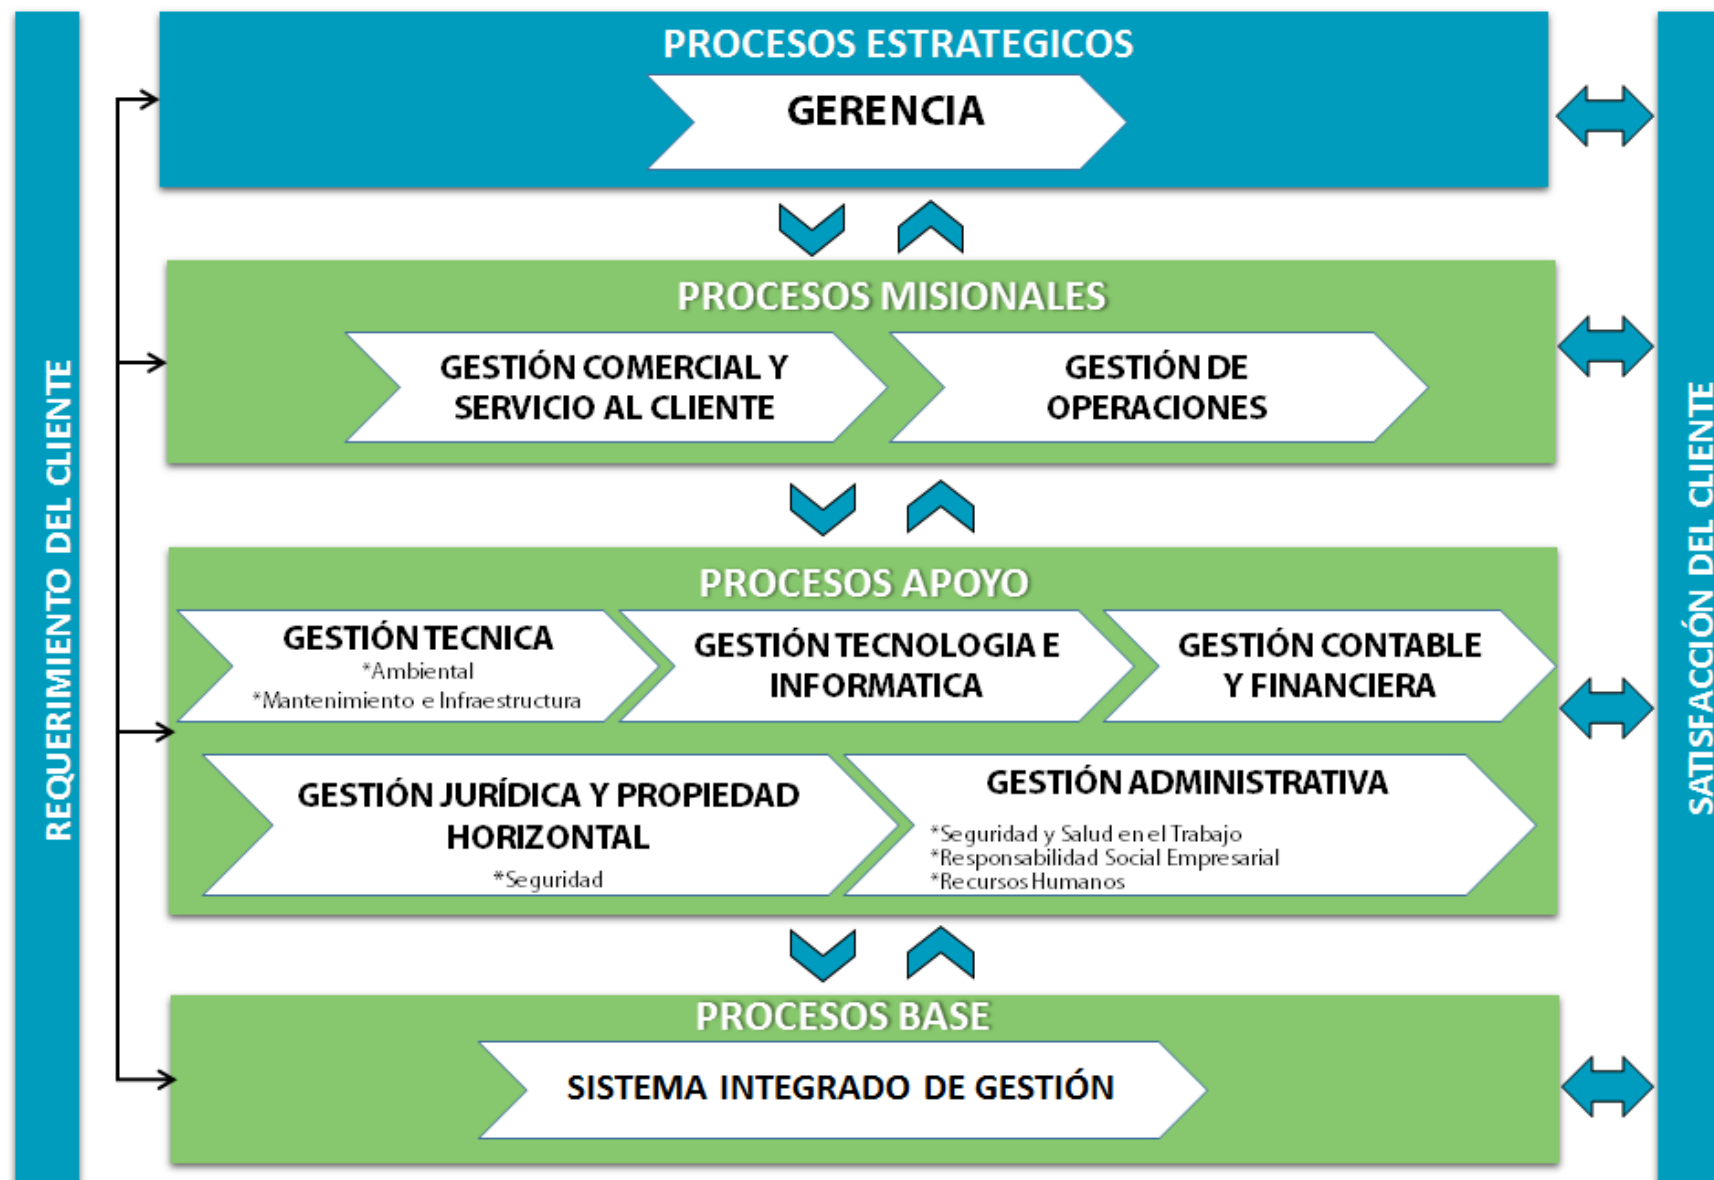 REQUERIMIENTO DEL CLIENTE
PROCESOS ESTRATEGICOS
GERENCIA
PROCESOS MISIONALES
GESTIÓN COMERCIAL Y
SERVICIO AL CLIENTE
GESTIÓN DE
OPERACIONES
PROCESOS APOYO
GESTIÓN TECNICA
*Ambiental
*Mantenimiento e Infraestructura
GESTIÓN TECNOLOGIA E
INFORMATICA
GESTIÓN CONTABLE
Y FINANCIERA
GESTIÓN JURÍDICA Y PROPIEDAD
HORIZONTAL
*Seguridad
GESTIÓN ADMINISTRATIVA
*Seguridad y Salud en el Trabajo
*Responsabilidad Social Empresarial
*Recursos Humanos
PROCESOS BASE
SISTEMA INTEGRADO DE GESTIÓN
SATISFACCIÓN DEL CLIENTE